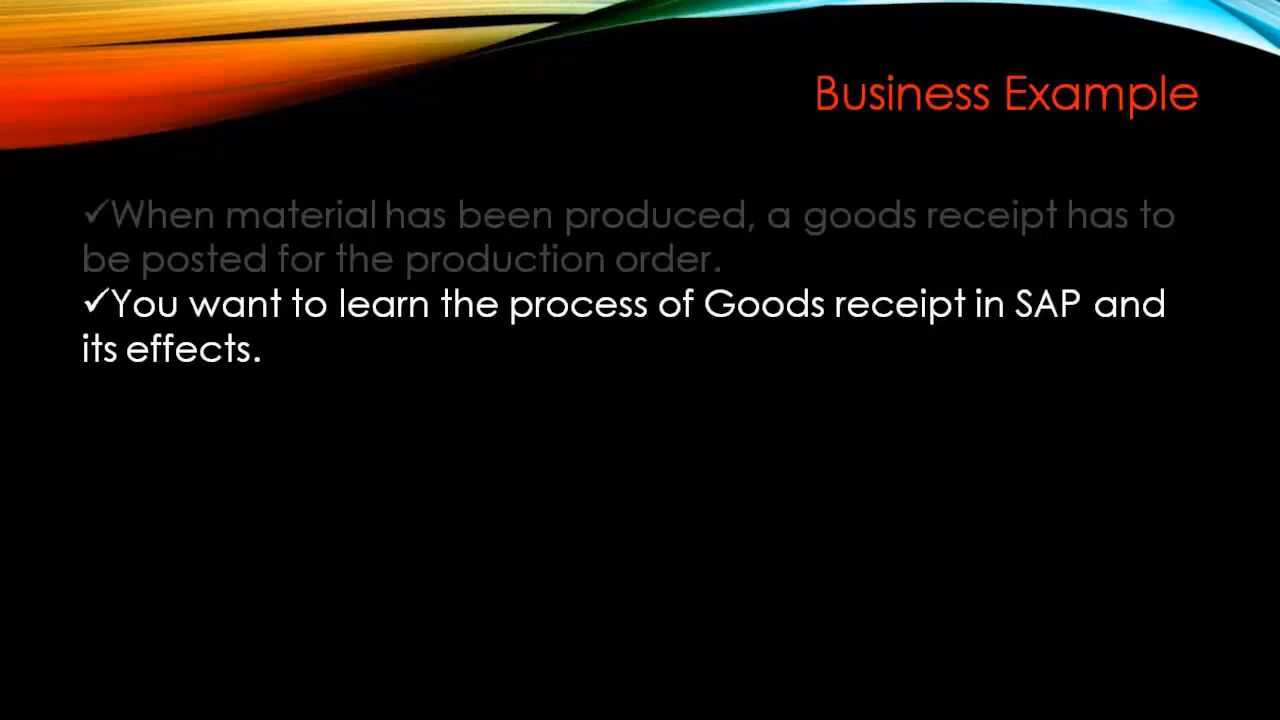 Business Example
✓When material has been produced, a goods receipt has to
be posted for the production order.
✓You want to learn the process of Goods receipt in SAP and
its effects.